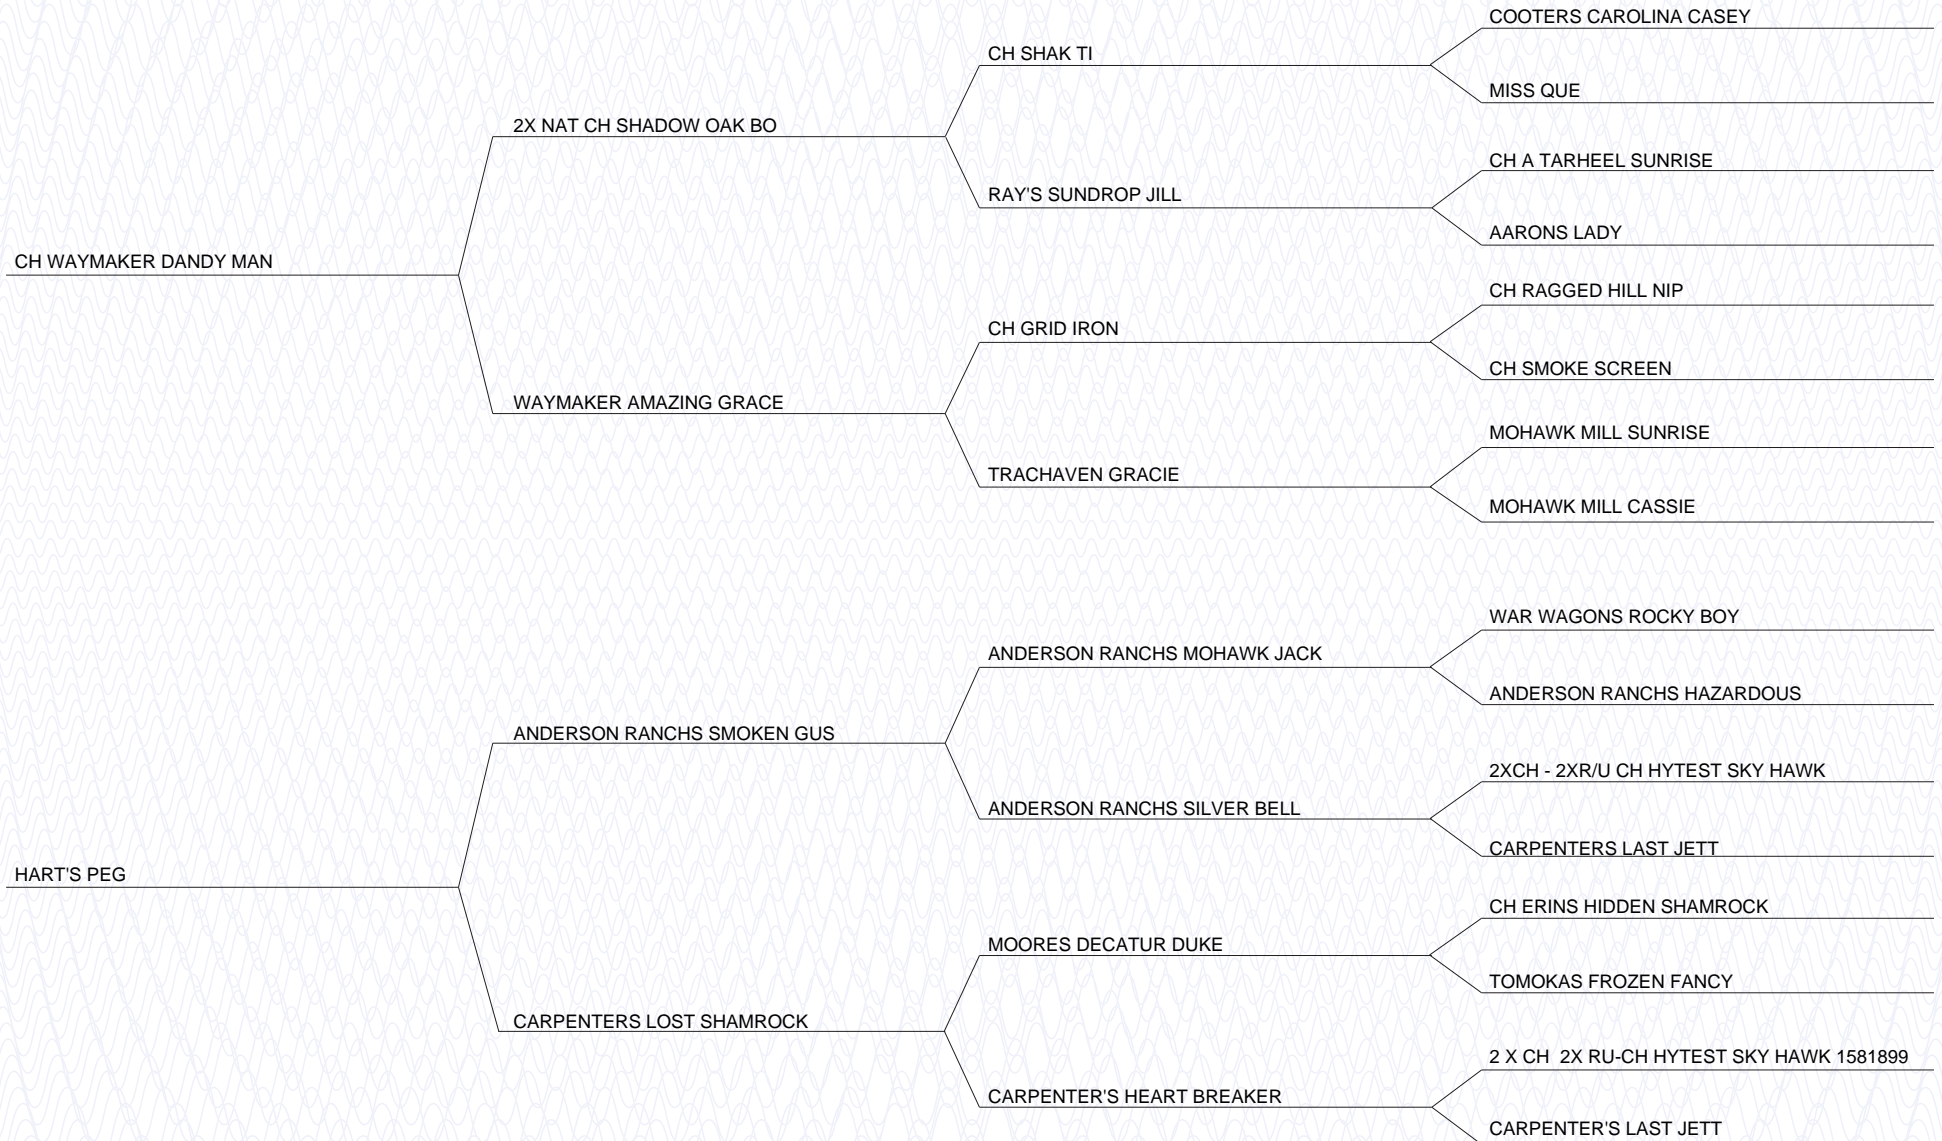 COOTERS CAROLINA CASEY
CH SHAK TI
MISS QUE
2X NAT CH SHADOW OAK BO
CH A TARHEEL SUNRISE
RAY'S SUNDROP JILL
AARONS LADY
CH WAYMAKER DANDY MAN
CH RAGGED HILL NIP
CH GRID IRON
CH SMOKE SCREEN
WAYMAKER AMAZING GRACE
MOHAWK MILL SUNRISE
TRACHAVEN GRACIE
MOHAWK MILL CASSIE
WAR WAGONS ROCKY BOY
ANDERSON RANCHS MOHAWK JACK
ANDERSON RANCHS HAZARDOUS
ANDERSON RANCHS SMOKEN GUS
2XCH - 2XR/U CH HYTEST SKY HAWK
ANDERSON RANCHS SILVER BELL
CARPENTERS LAST JETT
HART'S PEG
CH ERINS HIDDEN SHAMROCK
MOORES DECATUR DUKE
TOMOKAS FROZEN FANCY
CARPENTERS LOST SHAMROCK
2 X CH  2X RU-CH HYTEST SKY HAWK 1581899
CARPENTER'S HEART BREAKER
CARPENTER'S LAST JETT